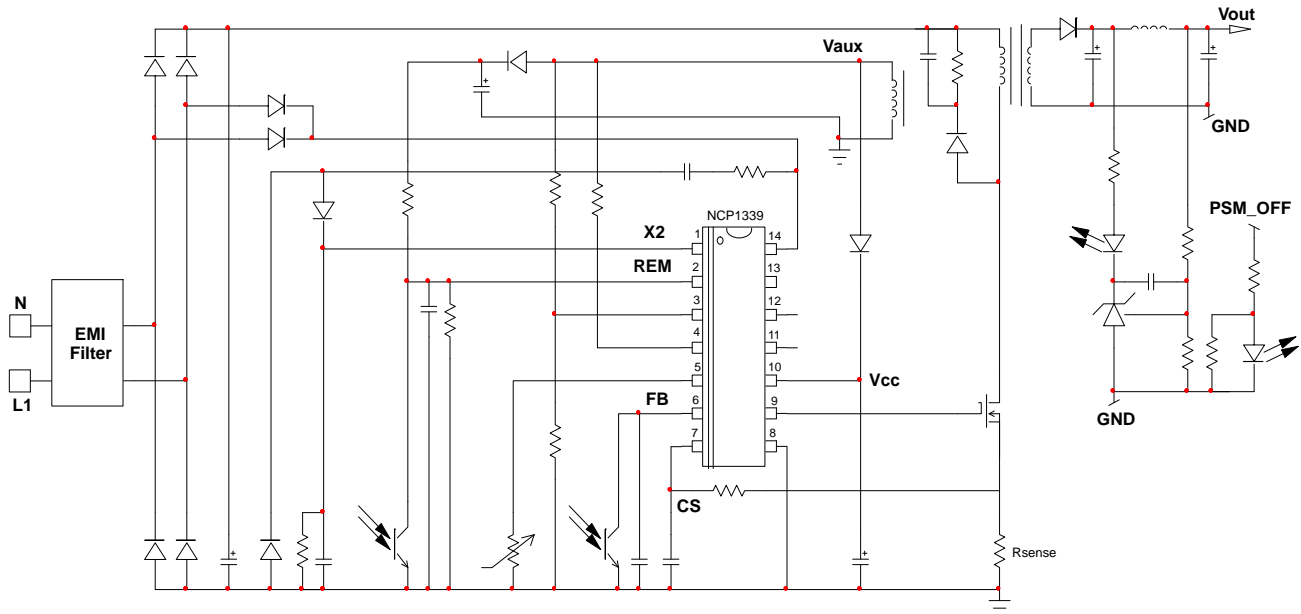 Vout
Vaux
GND
NCP1339
PSM_OFF
X2
1
14
REM
2
13
N
EMI
Filter
3
12
4
11
L1
5
10
Vcc
FB
6
9
GND
7
8
CS
Rsense
+
+
+
+
+